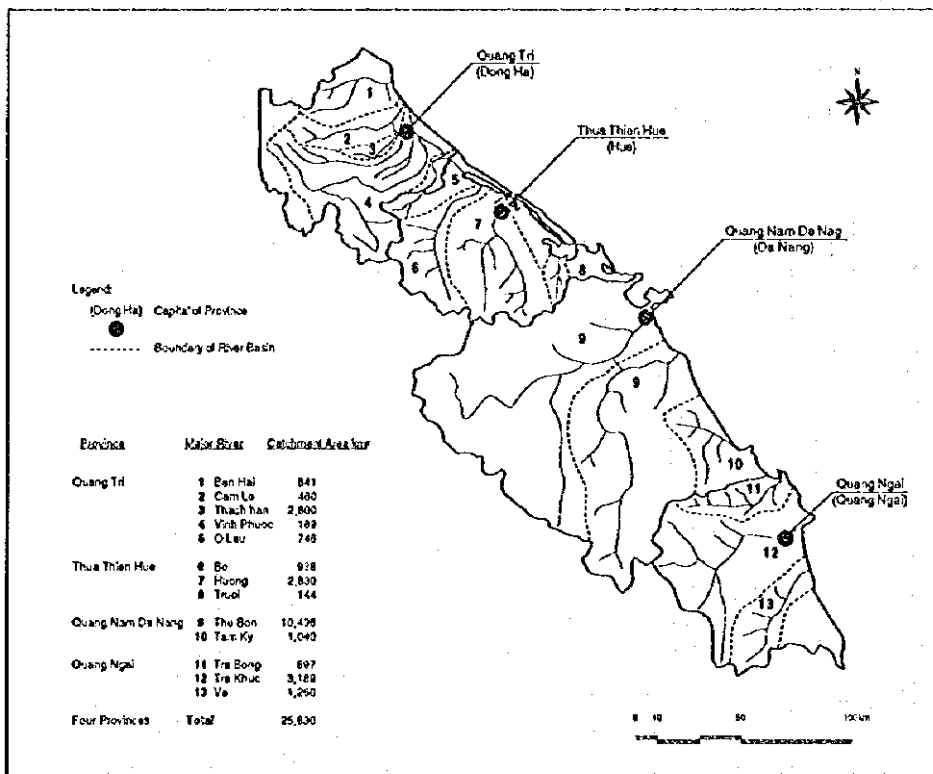 Quang Tri
(Dong Ha)
N
Thua Thien Hue
(Hue)
Quang Nam Da Nag
(Da Nang)
Quang Ngai
(Quang Ngai)
1
2
3
4
5
6
7
8
9
9
10
11
12
13
Legend:
(Dong Ha) Capital of Province
Boundary of River Basin
Province Major River Catchment Area
Quang Tri 1 Ben Hai 841
2 Cam Lo
3 Thach han 2,800
4 Vinh Phuoc
5 O Lau
Thua Thien Hue 6 Bo
7 Huong 2,830
8 Truoi 144
Quang Nam Da Nang 9 Thu Bon
10 Tam Ky 1,040
Quang Ngai 11 Tra Bong 697
12 Tra Khuc
13 Ve 1,260
Four Provinces Total
0 10 50 100 km